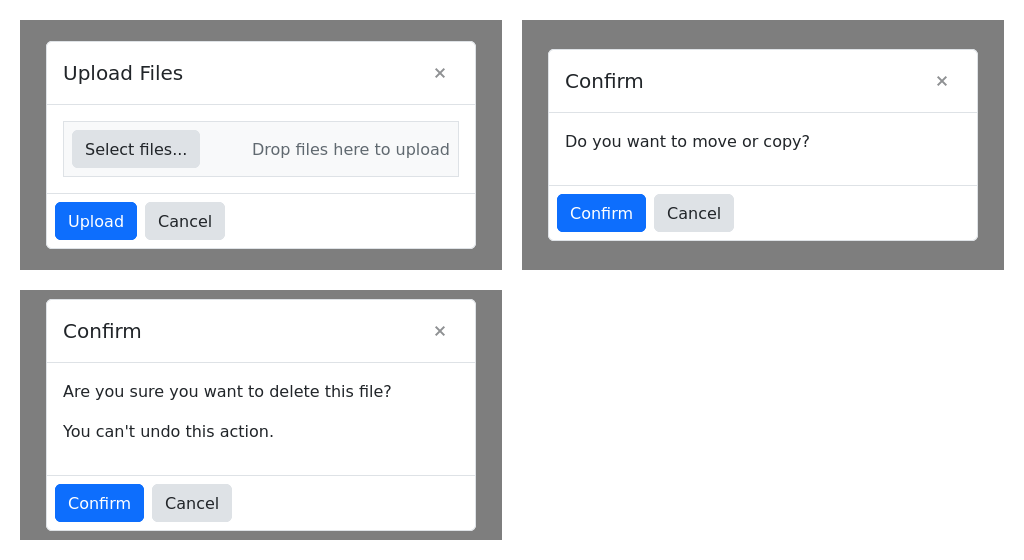 Upload Files ×
Select files... Drop files here to upload
Upload Cancel
Confirm ×
Do you want to move or copy?
Confirm Cancel
Confirm ×
Are you sure you want to delete this file?
You can't undo this action.
Confirm Cancel